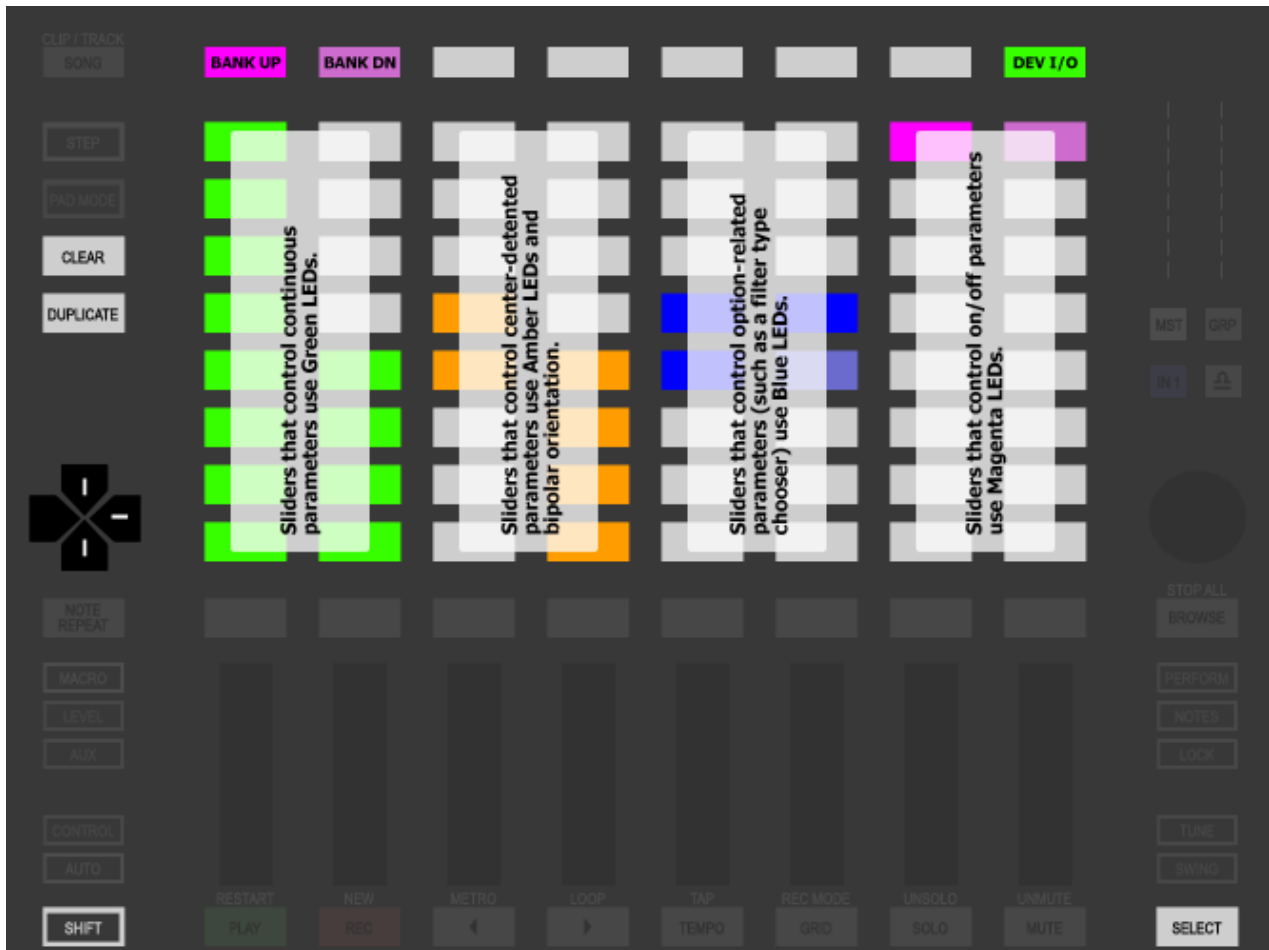 CLIP / TRACK
SONG
BANK UP
BANK DN
DEV I/O
STEP
PAD MODE
CLEAR
DUPLICATE
Sliders that control continuous
parameters use Green LEDs.
Sliders that control center-detented
parameters use Amber LEDs and
bipolar orientation.
Sliders that control option-related
parameters (such as a filter type
chooser) use Blue LEDs.
Sliders that control on/off parameters
use Magenta LEDs.
MST
GRP
IN 1
NOTE
REPEAT
STOP ALL
BROWSE
MACRO
LEVEL
AUX
PERFORM
NOTES
LOCK
CONTROL
AUTO
TUNE
SWING
RESTART
NEW
METRO
LOOP
TAP
REC MODE
UNSOLO
UNMUTE
SHIFT
PLAY
REC
TEMPO
GRID
SOLO
MUTE
SELECT